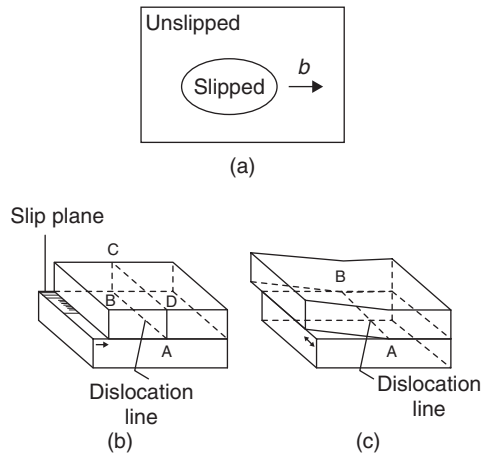 Unslipped
Slipped
b
(a)
Slip plane
C
B
D
A
Dislocation
line
(b)
B
A
Dislocation
line
(c)